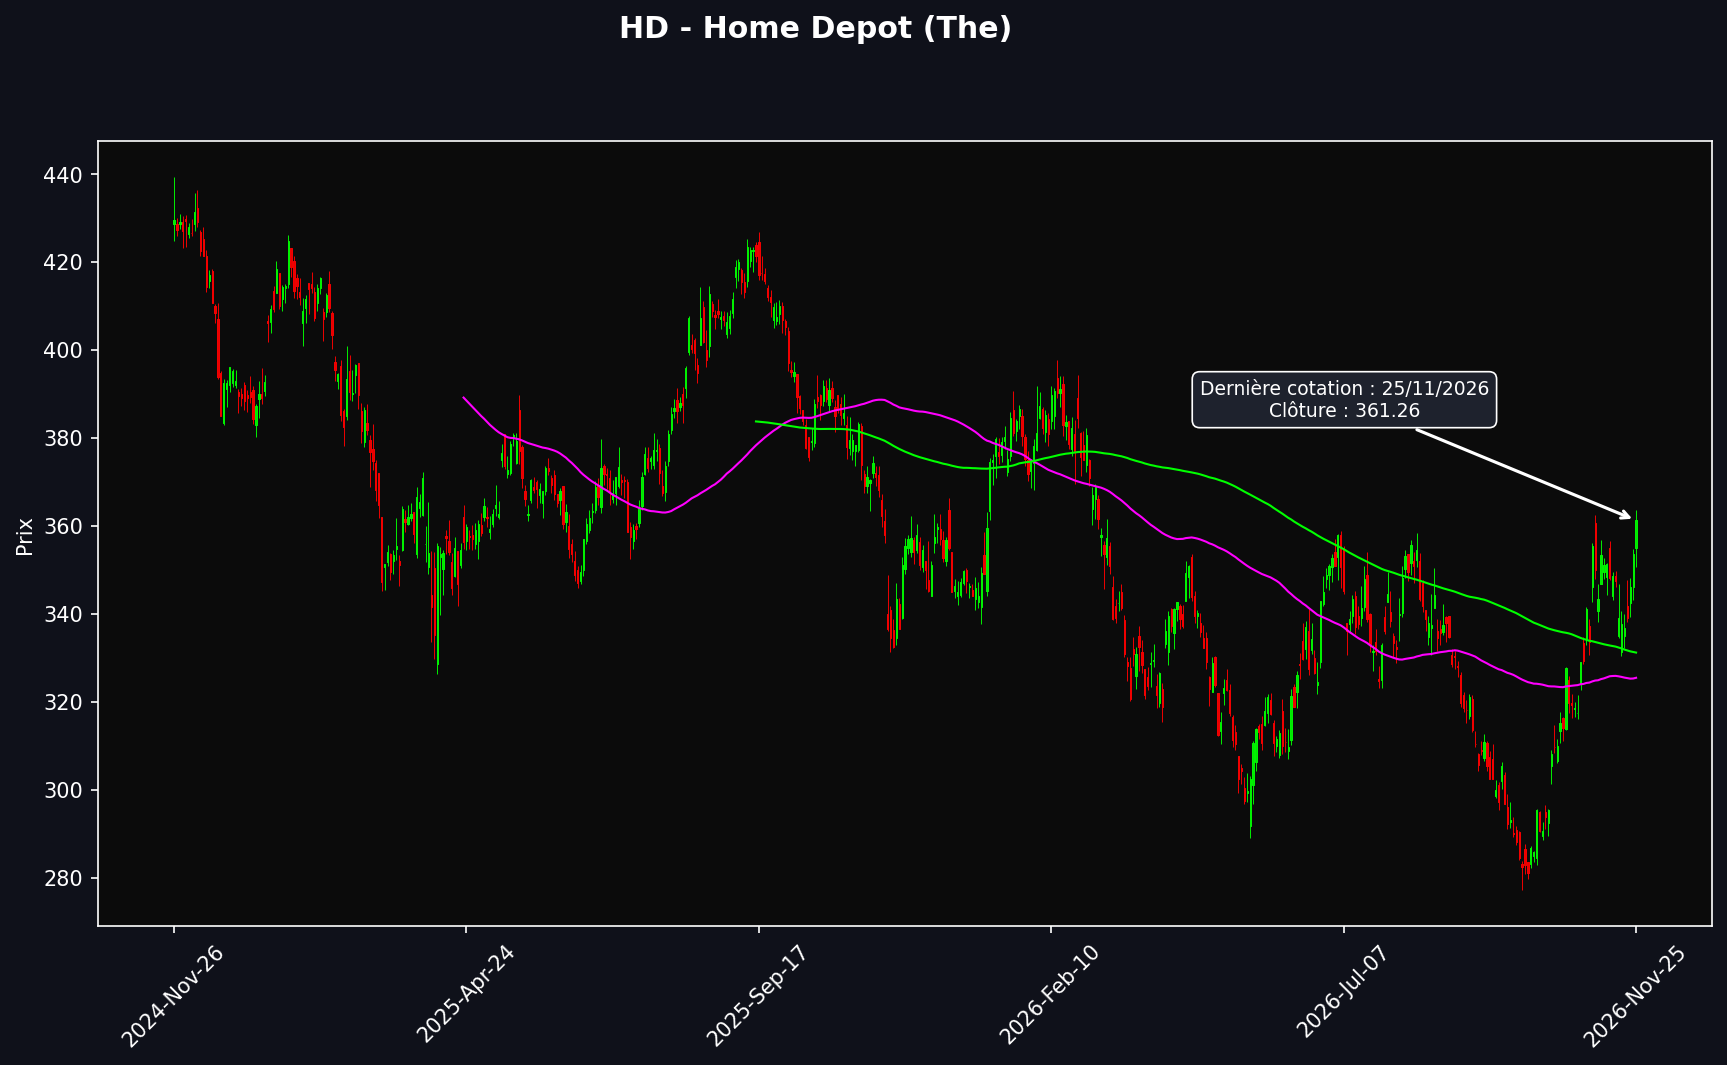 HD - Home Depot (The)
Prix
440
420
400
380
360
340
320
300
280
Dernière cotation : 25/11/2026
Clôture : 361.26
2024-Nov-26
2025-Apr-24
2025-Sep-17
2026-Feb-10
2026-Jul-07
2026-Nov-25